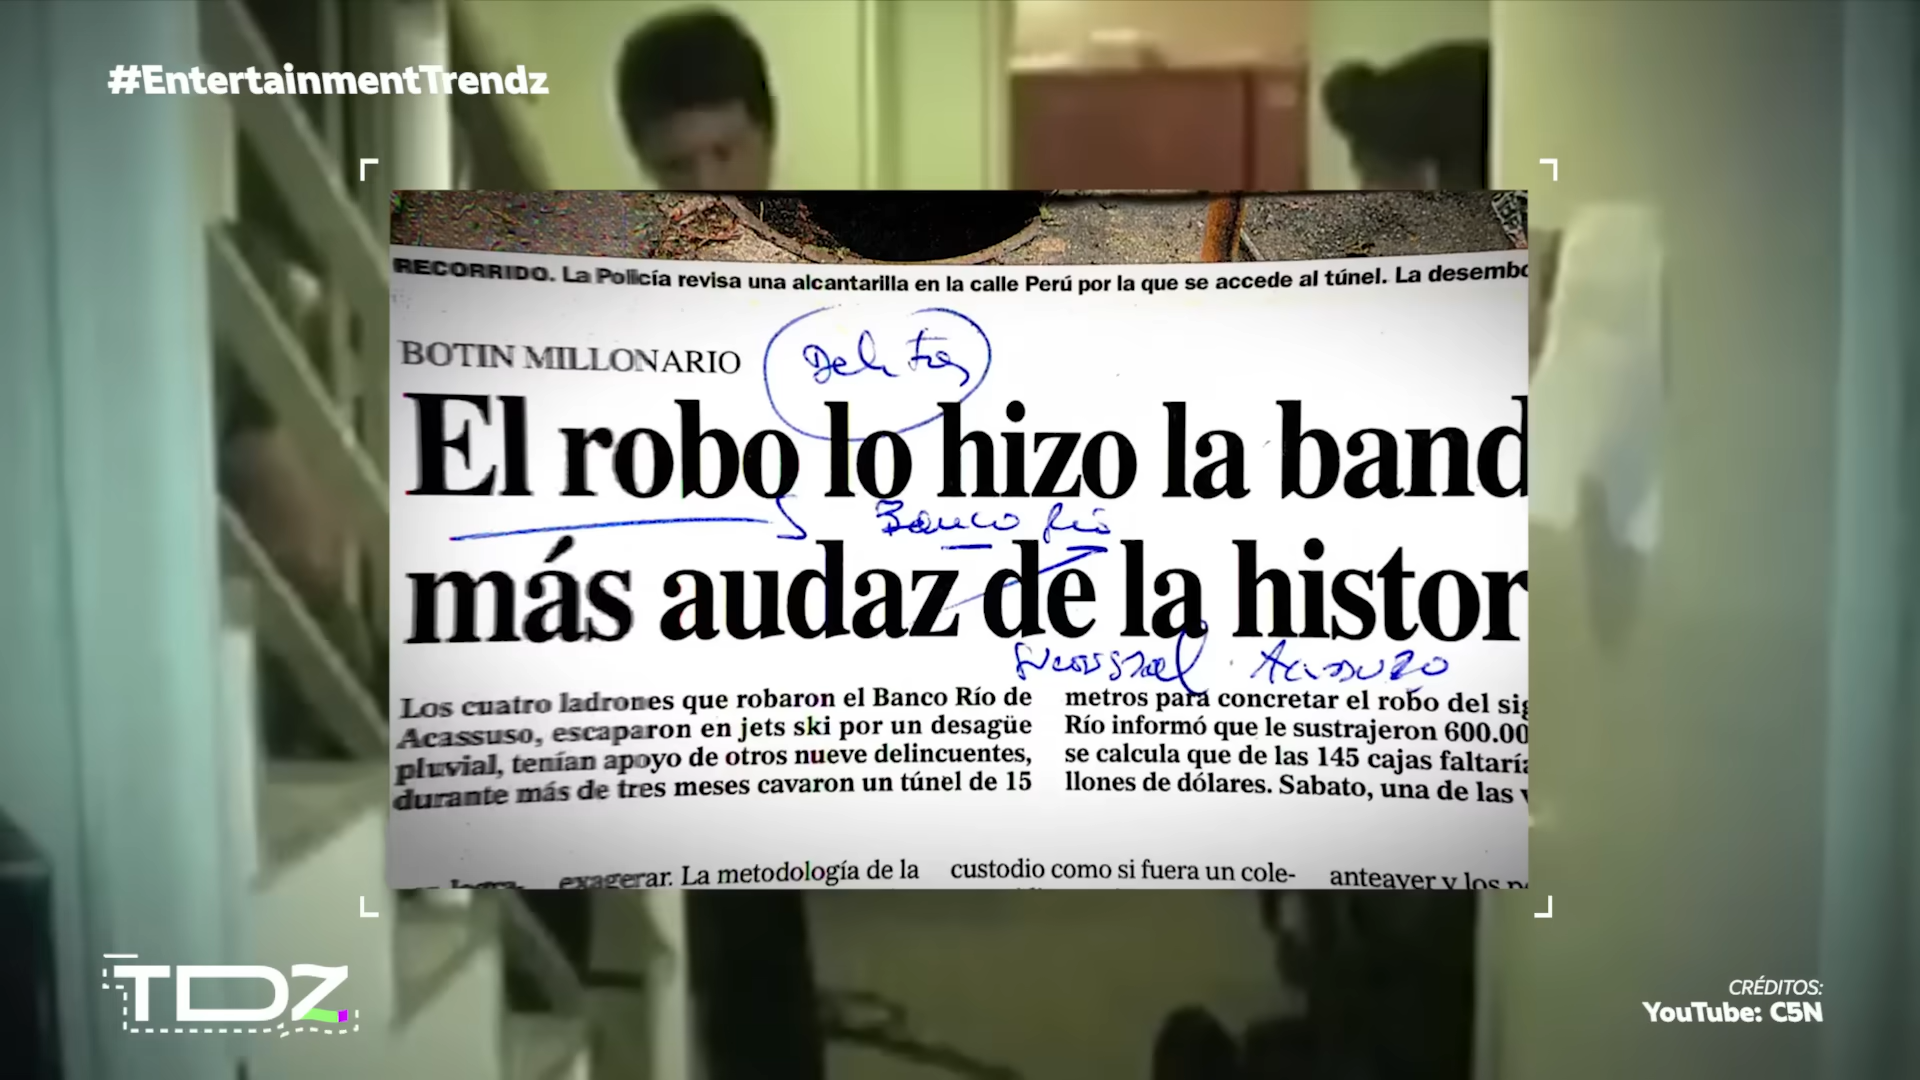 #EntertainmentTrendz
RECORRIDO. La Policía revisa una alcantarilla en la calle Perú por la que se accede al túnel. La desembo
BOTIN MILLONARIO
Delitos
El robo lo hizo la band
Banco Río
más audaz de la histor
Sucursal Acassuzo
Los cuatro ladrones que robaron el Banco Río de
Acassuso, escaparon en jets ski por un desagüe
pluvial, tenían apoyo de otros nueve delincuentes,
durante más de tres meses cavaron un túnel de 15
metros para concretar el robo del sig
Río informó que le sustrajeron 600.00
se calcula que de las 145 cajas faltaría
llones de dólares. Sabato, una de las v
exagerar. La metodología de la
custodio como si fuera un cole-
anteayer y los
TDZ
CRÉDITOS:
YouTube: C5N